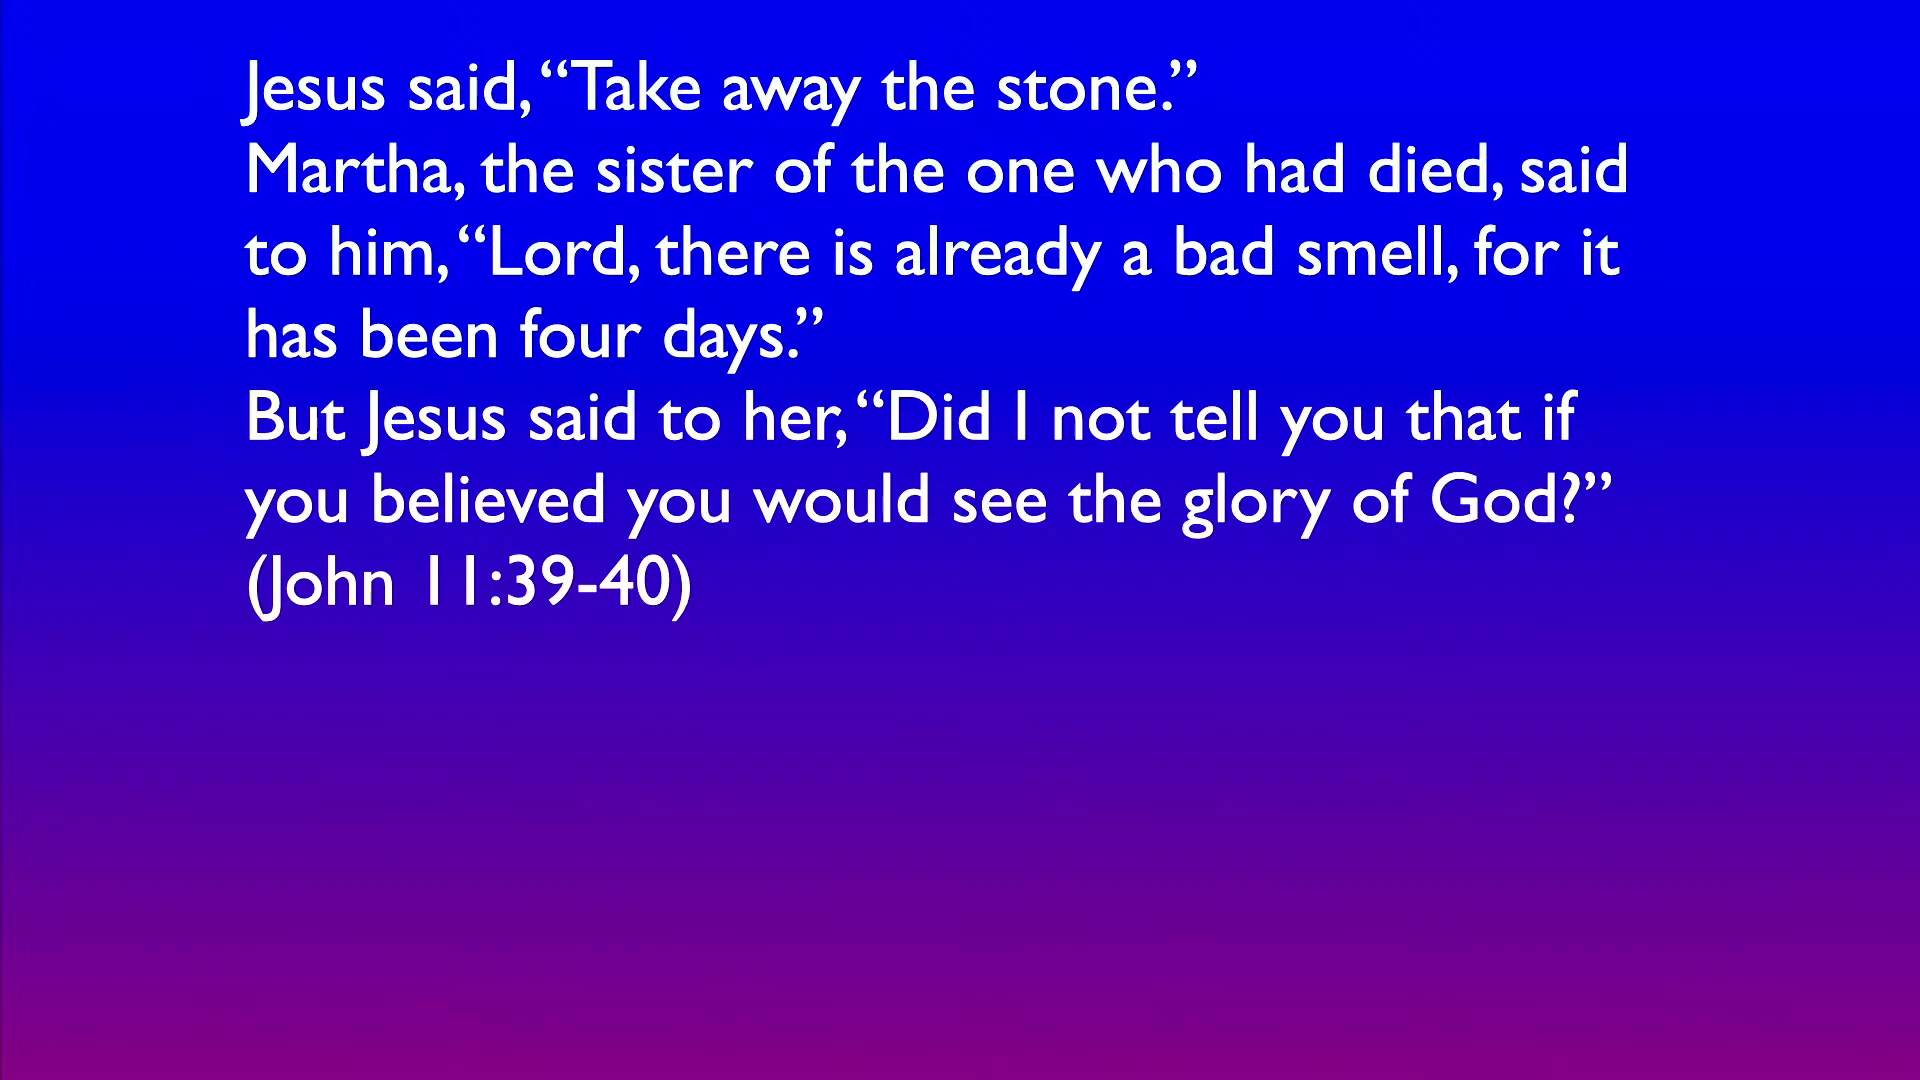 Jesus said, “Take away the stone.”
Martha, the sister of the one who had died, said
to him, “Lord, there is already a bad smell, for it
has been four days.”
But Jesus said to her, “Did I not tell you that if
you believed you would see the glory of God?”
(John 11:39-40)